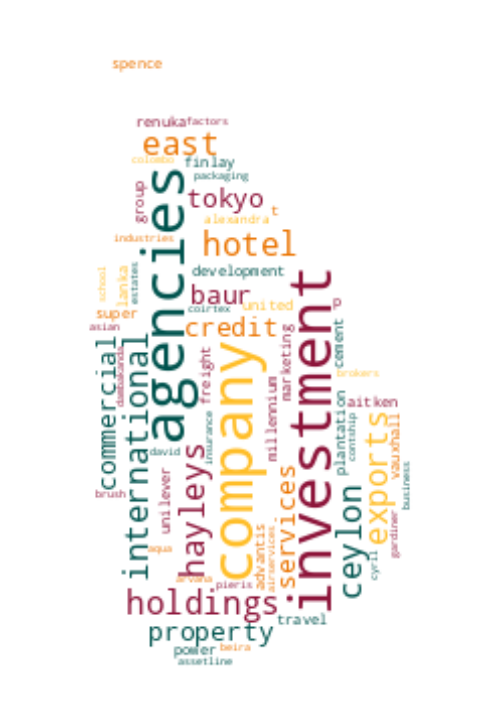 spence
renuka
factors
east
colombo
finlay
packaging
agencies
group
tokyo
t
alexandra
industries
hotel
school
lanka
estates
development
baur
p
coirtex
united
super
credit
asian
investment
cement
commercial
dambakanda
international
company
freight
marketing
millennium
brokers
plantation
aitken
contship
exports
vauxhall
insurance
david
hayleys
unilever
services
business
brush
ceylon
gardiner
cyril
aqua
advantis
airservices
arvana
pieris
holdings
travel
property
power
beira
assetline